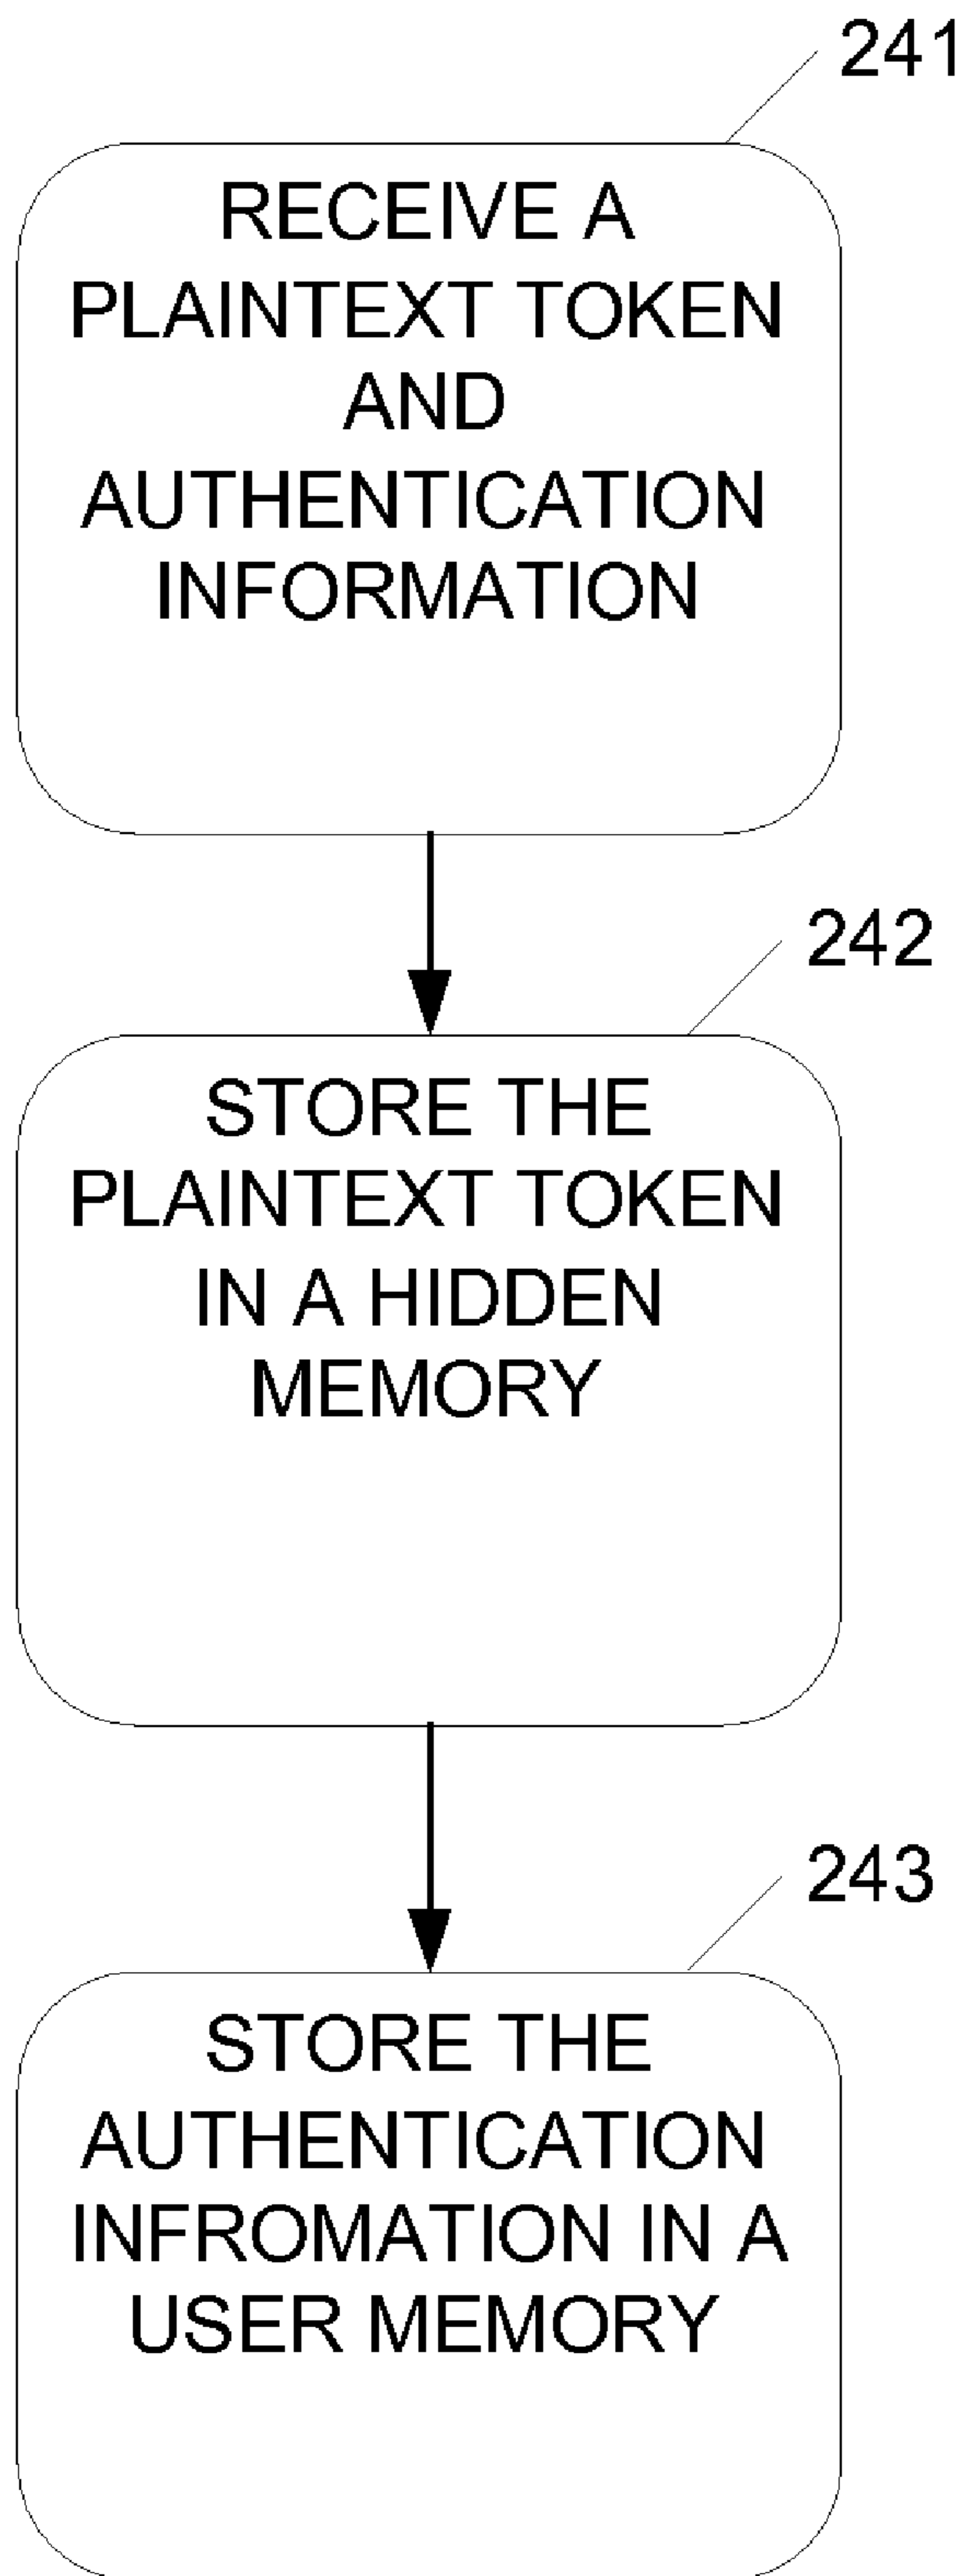 241
RECEIVE A
PLAINTEXT TOKEN
AND
AUTHENTICATION
INFORMATION
242
STORE THE
PLAINTEXT TOKEN
IN A HIDDEN
MEMORY
243
STORE THE
AUTHENTICATION
INFROMATION IN A
USER MEMORY